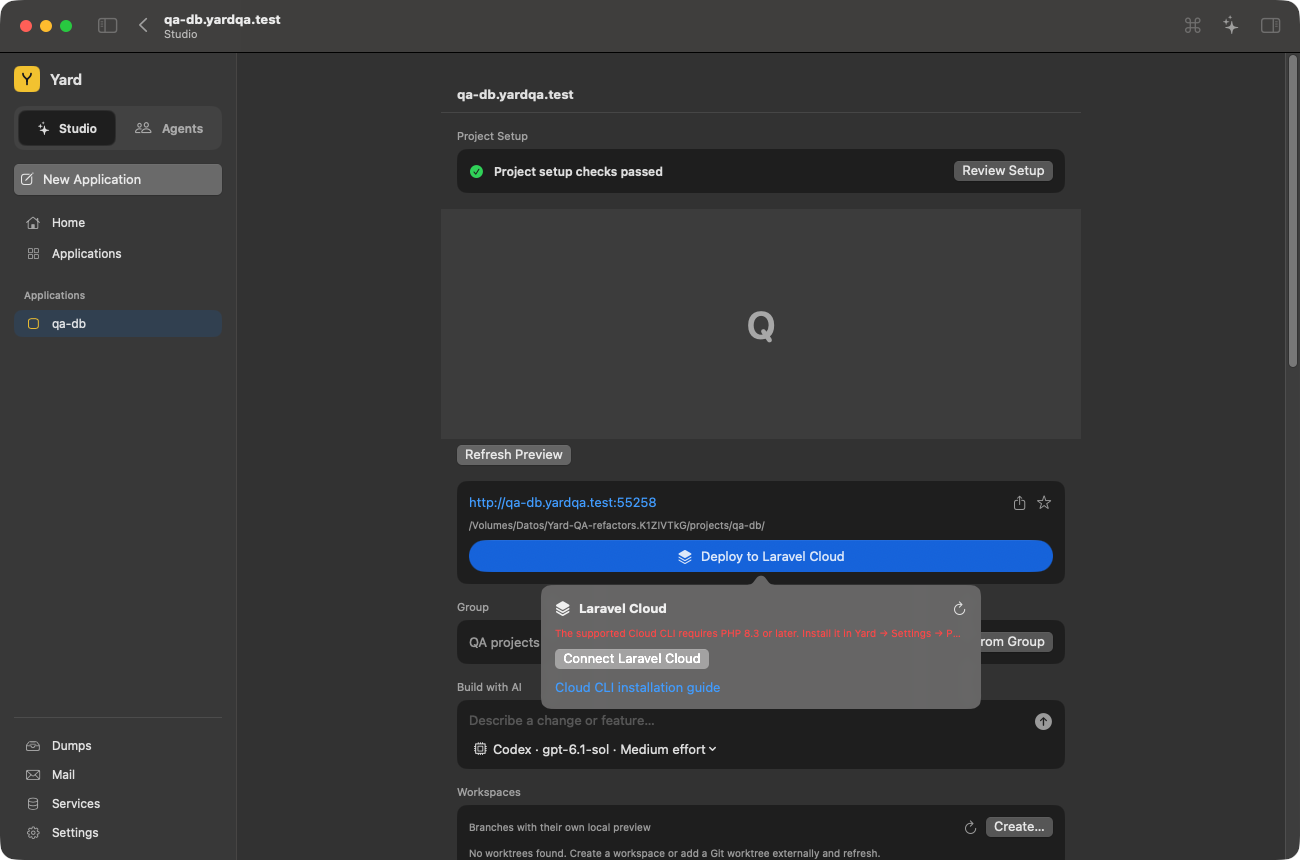 qa-db.yardqa.test
Studio
Y Yard
Studio
Agents
New Application
Home
Applications
Applications
qa-db
Dumps
Mail
Services
Settings
qa-db.yardqa.test
Project Setup
Project setup checks passed
Review Setup
Q
Refresh Preview
http://qa-db.yardqa.test:55258
/Volumes/Datos/Yard-QA-refactors.K1ZIVTkG/projects/qa-db/
Deploy to Laravel Cloud
Laravel Cloud
The supported Cloud CLI requires PHP 8.3 or later. Install it in Yard → Settings → P…
Connect Laravel Cloud
Cloud CLI installation guide
Group
QA projects
rom Group
Build with AI
Describe a change or feature...
Codex · gpt-6.1-sol · Medium effort
Workspaces
Branches with their own local preview
Create...
No worktrees found. Create a workspace or add a Git worktree externally and refresh.